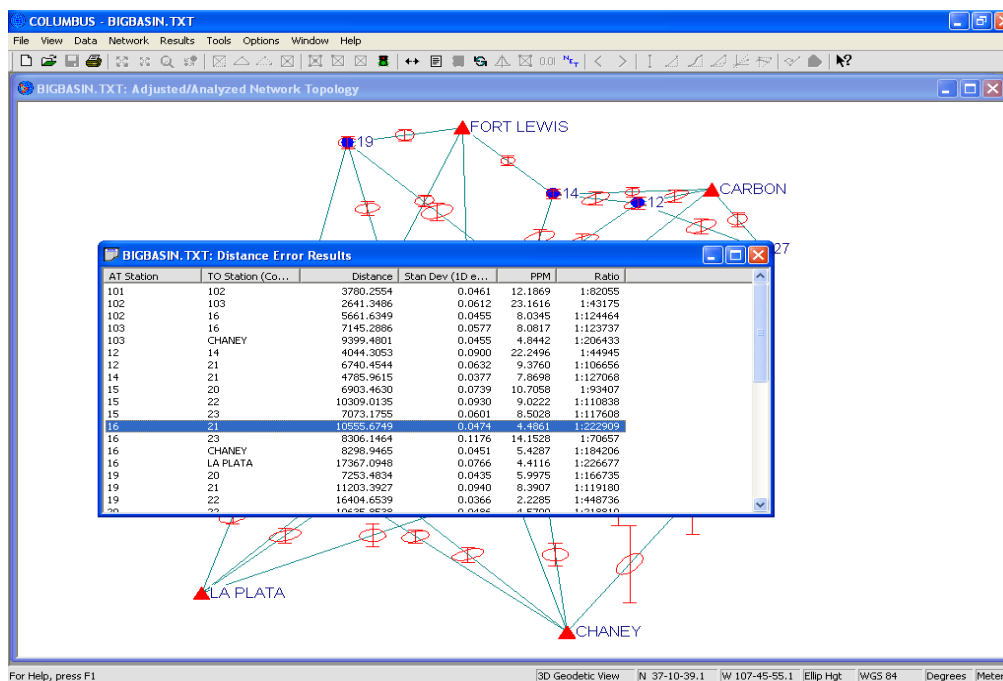 COLUMBUS - BIGBASIN.TXT
File View Data Network Results Tools Options Window Help
0.01
BIGBASIN.TXT: Adjusted/Analyzed Network Topology
FORT LEWIS
19
14
CARBON
12
27
BIGBASIN.TXT: Distance Error Results
AT Station TO Station (Co... Distance Stan Dev (1D e... PPM Ratio
101 102 3780.2554 0.0461 12.1869 1:82055
102 103 2641.3486 0.0612 23.1616 1:43175
102 16 5661.6349 0.0455 8.0345 1:124464
103 16 7145.2886 0.0577 8.0817 1:123737
103 CHANEY 9399.4801 0.0455 4.8442 1:206433
12 14 4044.3053 0.0900 22.2496 1:44945
12 21 6740.4544 0.0632 9.3760 1:106656
14 21 4785.9615 0.0377 7.8698 1:127068
15 20 6903.4630 0.0739 10.7058 1:93407
15 22 10309.0135 0.0930 9.0222 1:110838
15 23 7073.1755 0.0601 8.5028 1:117608
16 21 10555.6749 0.0474 4.4861 1:222909
16 23 8306.1464 0.1176 14.1528 1:70657
16 CHANEY 8298.9465 0.0451 5.4287 1:184206
16 LA PLATA 17367.0948 0.0766 4.4116 1:226677
19 20 7253.4834 0.0435 5.9975 1:166735
19 21 11203.3927 0.0940 8.3907 1:119180
19 22 16404.6539 0.0366 2.2285 1:448736
LA PLATA
CHANEY
For Help, press F1 3D Geodetic View N 37-10-39.1 W 107-45-55.1 Ellip Hgt WGS 84 Degrees Meter